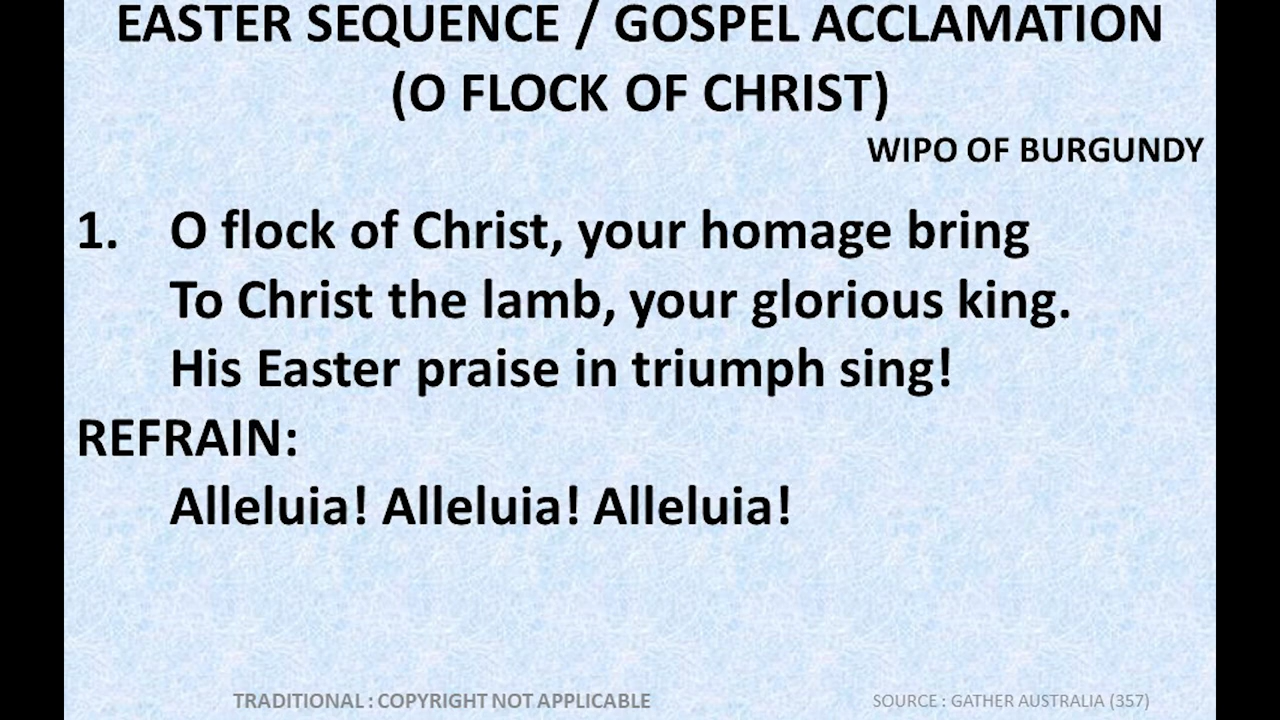 EASTER SEQUENCE / GOSPEL ACCLAMATION
(O FLOCK OF CHRIST)
WIPO OF BURGUNDY
1. O flock of Christ, your homage bring
To Christ the lamb, your glorious king.
His Easter praise in triumph sing!
REFRAIN:
Alleluia! Alleluia! Alleluia!
TRADITIONAL : COPYRIGHT NOT APPLICABLE
SOURCE : GATHER AUSTRALIA (357)